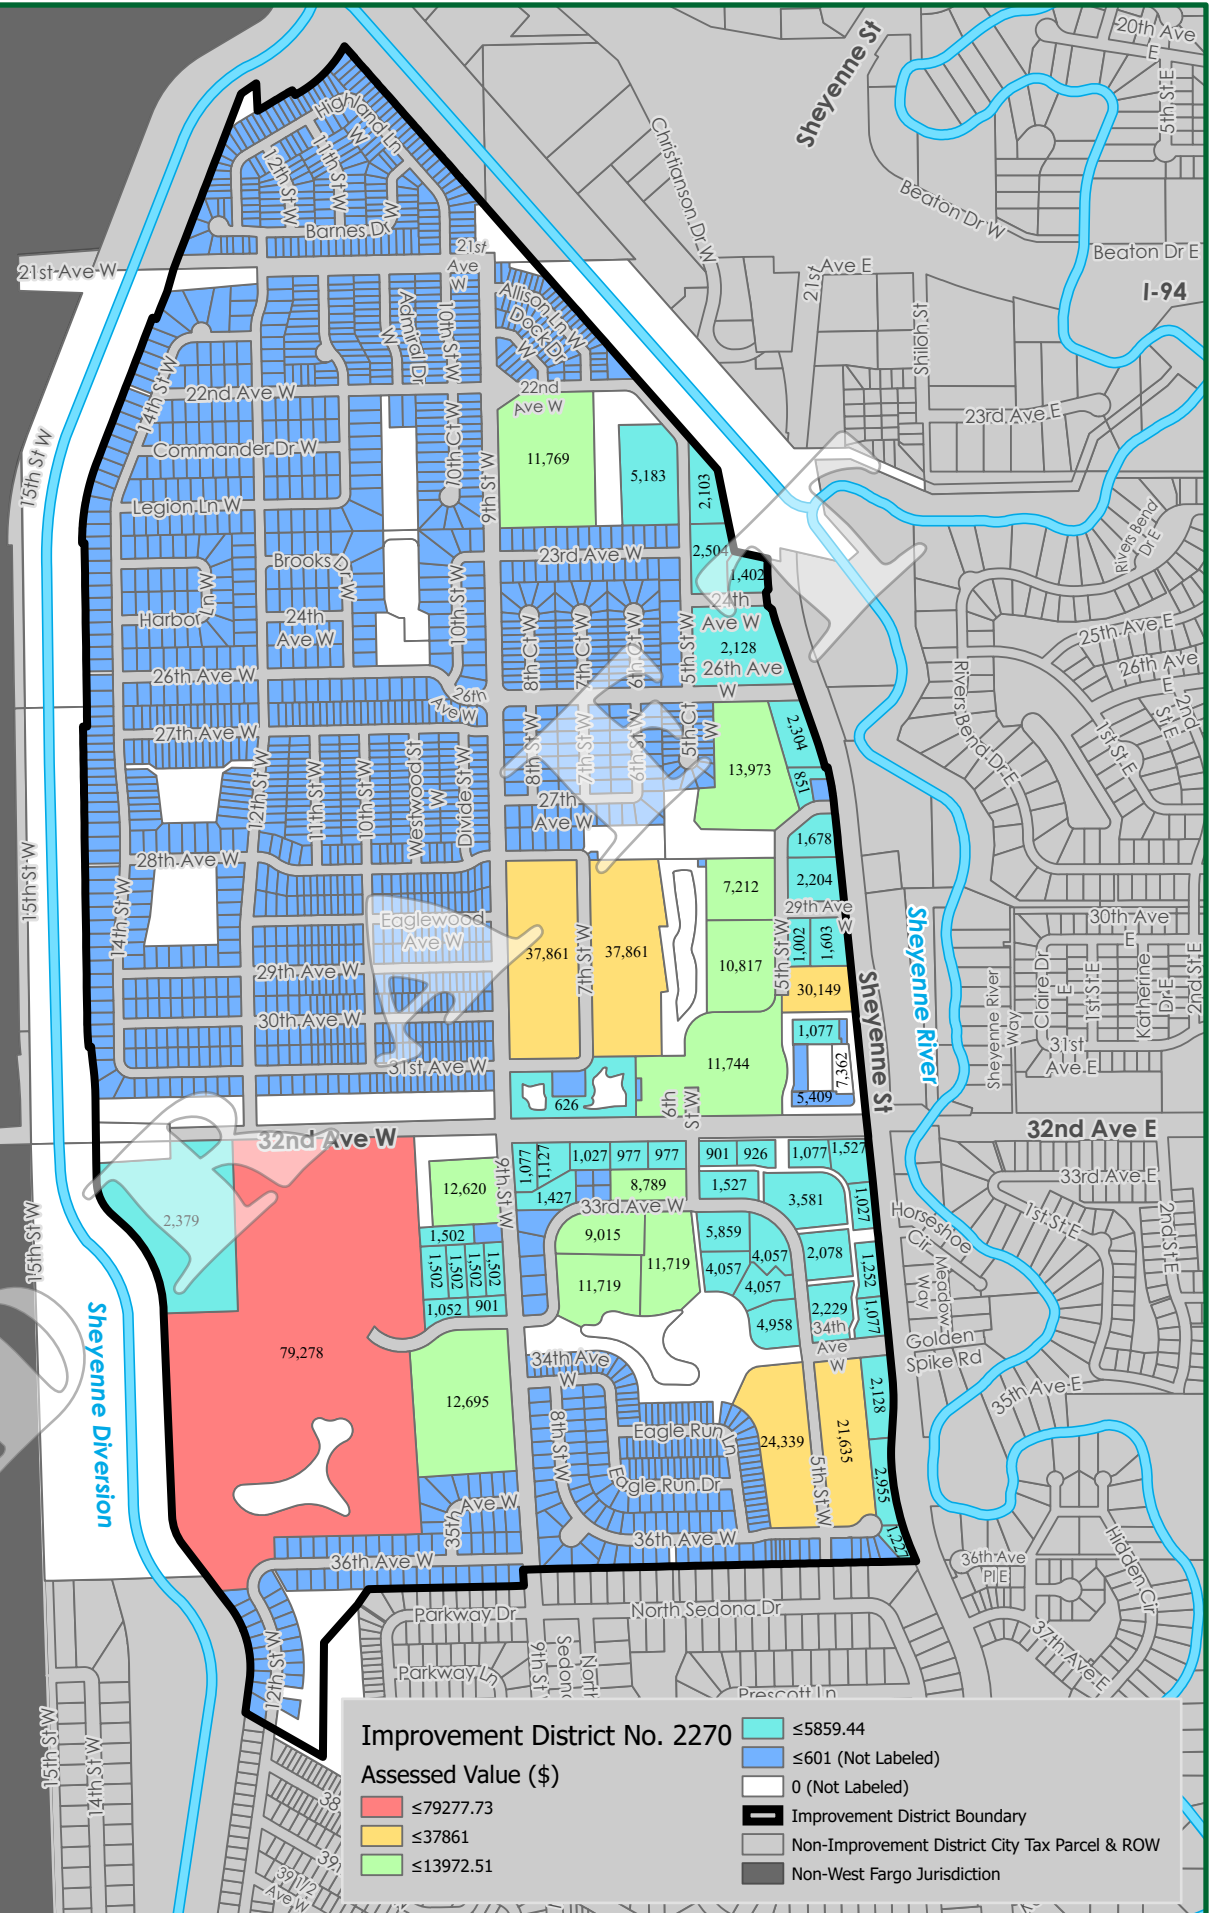 Sheyenne St
20th Ave
E
5th St E
Christianson Dr W
Beaton Dr W
Beaton Dr E
I-94
Highland Ln
W
11th St W
12th St W
Barnes Dr W
21st
Ave
W
21st Ave W
21st Ave E
Shiloh St
23rd Ave E
Allison Ln W
Dock Dr
W
Admiral Dr
W
10th St W
14th St W
22nd Ave W
22nd
Ave W
Commander Dr W
10th Ct W
9th St W
15th St W
Legion Ln W
11,769
5,183
2,103
Rivers Bend
Dr E
23rd Ave W
2,504
1,402
Brooks Dr W
Harbor Ln W
24th
Ave W
10th St W
24th
Ave W
2,128
8th Ct W
7th Ct W
6th Ct W
5th St W
26th Ave
W
25th Ave E
26th Ave
E
2nd
St E
26th Ave W
26th
Ave W
Rivers Bend Dr E
1st St E
27th Ave W
12th St W
11th St W
10th St W
Westwood St
W
Divide St W
8th St W
7th St W
6th St W
5th Ct
W
2,304
13,973
851
27th
Ave W
15th St W
28th Ave W
1,678
2,204
7,212
29th Ave
W
14th St W
Eaglewood
Ave W
37,861
7th St W
37,861
10,817
5th St W
1,002
1,603
30th Ave
E
Sheyenne River
29th Ave W
30,149
Sheyenne St
Sheyenne River
Way
Claire Dr
E
1st St E
Katherine
Dr E
2nd St E
30th Ave W
1,077
31st
Ave E
31st Ave W
11,744
7,362
626
6th
St W
5,409
32nd Ave W
32nd Ave E
1,077
1,127
1,027
977
977
901
926
1,077
1,527
33rd Ave E
12,620
9th St W
1,427
8,789
1,527
3,581
1,027
33rd Ave W
Horseshoe
Cir
1st St E
2nd St E
2,379
1,502
1,502
1,502
1,502
1,502
9,015
11,719
5,859
4,057
4,057
4,057
2,078
1,252
15th St W
11,719
1,052
901
4,958
2,229
1,077
Meadow
Way
Golden
Spike Rd
79,278
34th
Ave
W
34th Ave
W
Sheyenne Diversion
12,695
2,128
35th Ave E
8th St W
Eagle Run Ln
24,339
21,635
Eagle Run Dr
5th St W
2,955
35th Ave W
36th Ave W
36th Ave W
1,227
36th Ave
Pl E
Hidden Cir
Parkway Dr
North Sedona Dr
37th Ave E
12th St W
Parkway Ln
9th St
Prescott Ln
15th St W
14th St W
39 1/2
Ave W
Improvement District No. 2270
Assessed Value ($)
≤79277.73
≤37861
≤13972.51
≤5859.44
≤601 (Not Labeled)
0 (Not Labeled)
Improvement District Boundary
Non-Improvement District City Tax Parcel & ROW
Non-West Fargo Jurisdiction
DRAFT